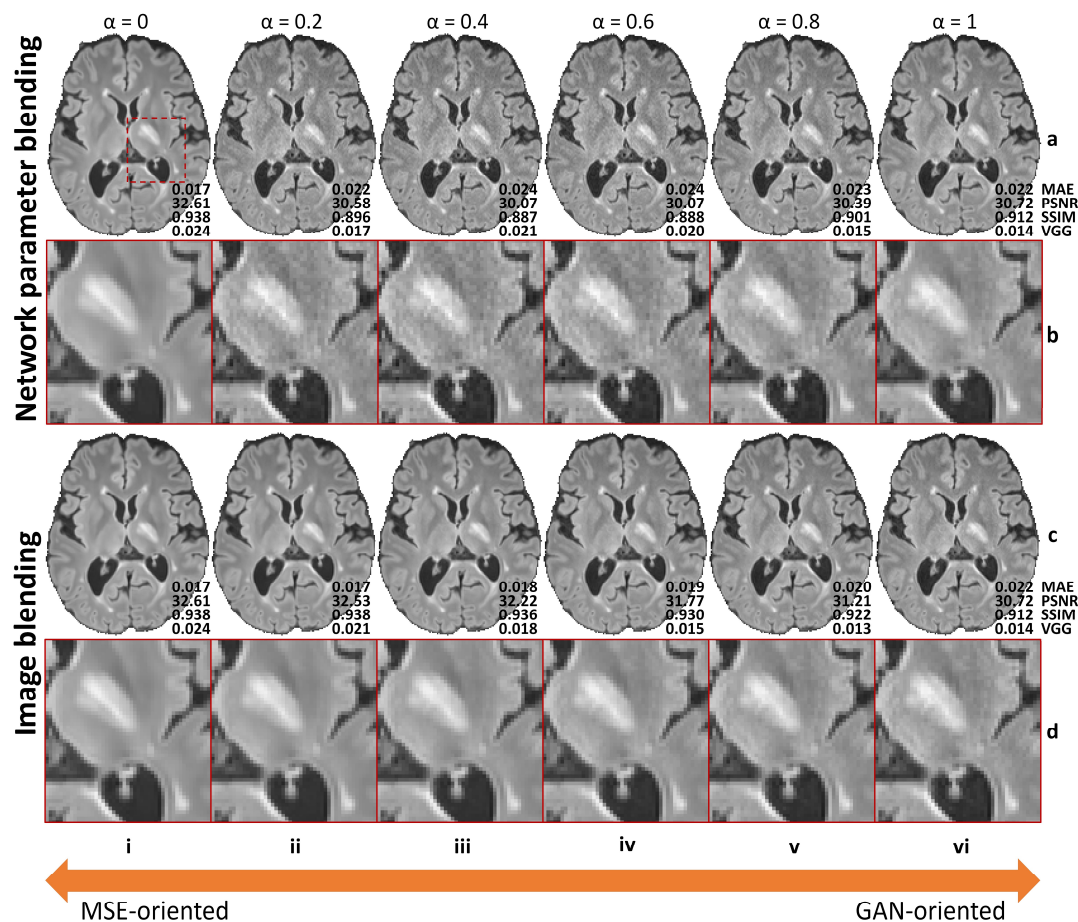 α = 0 α = 0.2 α = 0.4 α = 0.6 α = 0.8 α = 1
Network parameter blending
a
0.017 0.022 0.024 0.024 0.023 0.022 MAE
32.61 30.58 30.07 30.07 30.39 30.72 PSNR
0.938 0.896 0.887 0.888 0.901 0.912 SSIM
0.024 0.017 0.021 0.020 0.015 0.014 VGG
b
Image blending
c
0.017 0.017 0.018 0.019 0.020 0.022 MAE
32.61 32.53 32.22 31.77 31.21 30.72 PSNR
0.938 0.938 0.936 0.930 0.922 0.912 SSIM
0.024 0.021 0.018 0.015 0.013 0.014 VGG
d
i ii iii iv v vi
MSE-oriented GAN-oriented